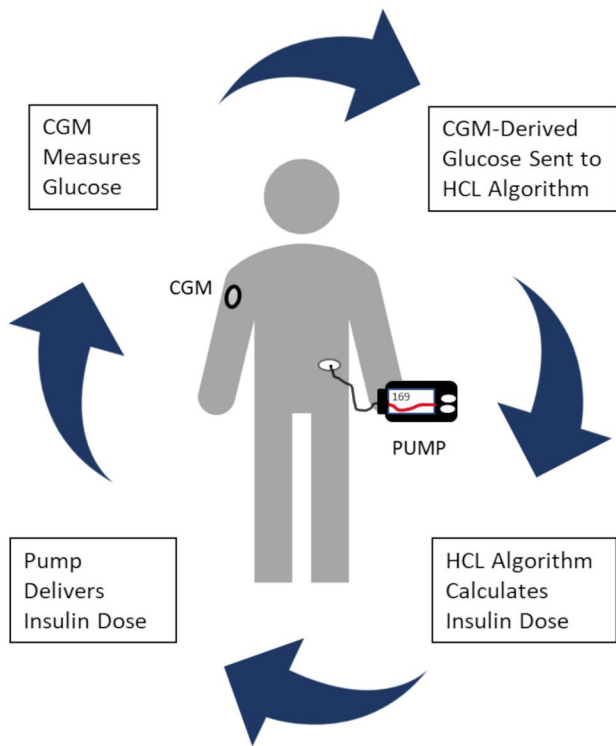 CGM
Measures
Glucose
CGM-Derived
Glucose Sent to
HCL Algorithm
CGM
169
PUMP
Pump
Delivers
Insulin Dose
HCL Algorithm
Calculates
Insulin Dose